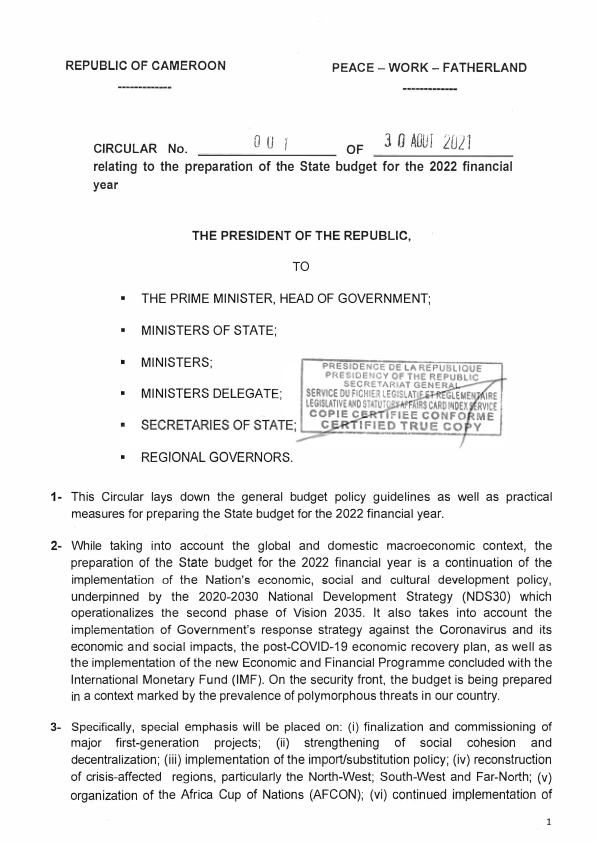 REPUBLIC OF CAMEROON
PEACE – WORK – FATHERLAND
-------------
-------------
CIRCULAR No. 001 OF 30 AOUT 2021
relating to the preparation of the State budget for the 2022 financial
year
THE PRESIDENT OF THE REPUBLIC,
TO
▪ THE PRIME MINISTER, HEAD OF GOVERNMENT;
▪ MINISTERS OF STATE;
▪ MINISTERS;
▪ MINISTERS DELEGATE;
▪ SECRETARIES OF STATE;
▪ REGIONAL GOVERNORS.
PRESIDENCE DE LA REPUBLIQUE
PRESIDENCY OF THE REPUBLIC
SECRETARIAT GENERAL
SERVICE DU FICHIER LEGISLATIF ET REGLEMENTAIRE
LEGISLATIVE AND STATUTORY AFFAIRS CARD INDEX SERVICE
COPIE CERTIFIEE CONFORME
CERTIFIED TRUE COPY
1- This Circular lays down the general budget policy guidelines as well as practical
measures for preparing the State budget for the 2022 financial year.
2- While taking into account the global and domestic macroeconomic context, the
preparation of the State budget for the 2022 financial year is a continuation of the
implementation of the Nation's economic, social and cultural development policy,
underpinned by the 2020-2030 National Development Strategy (NDS30) which
operationalizes the second phase of Vision 2035. It also takes into account the
implementation of Government's response strategy against the Coronavirus and its
economic and social impacts, the post-COVID-19 economic recovery plan, as well as
the implementation of the new Economic and Financial Programme concluded with the
International Monetary Fund (IMF). On the security front, the budget is being prepared
in a context marked by the prevalence of polymorphous threats in our country.
3- Specifically, special emphasis will be placed on: (i) finalization and commissioning of
major first-generation projects; (ii) strengthening of social cohesion and
decentralization; (iii) implementation of the import/substitution policy; (iv) reconstruction
of crisis-affected regions, particularly the North-West; South-West and Far-North; (v)
organization of the Africa Cup of Nations (AFCON); (vi) continued implementation of
1